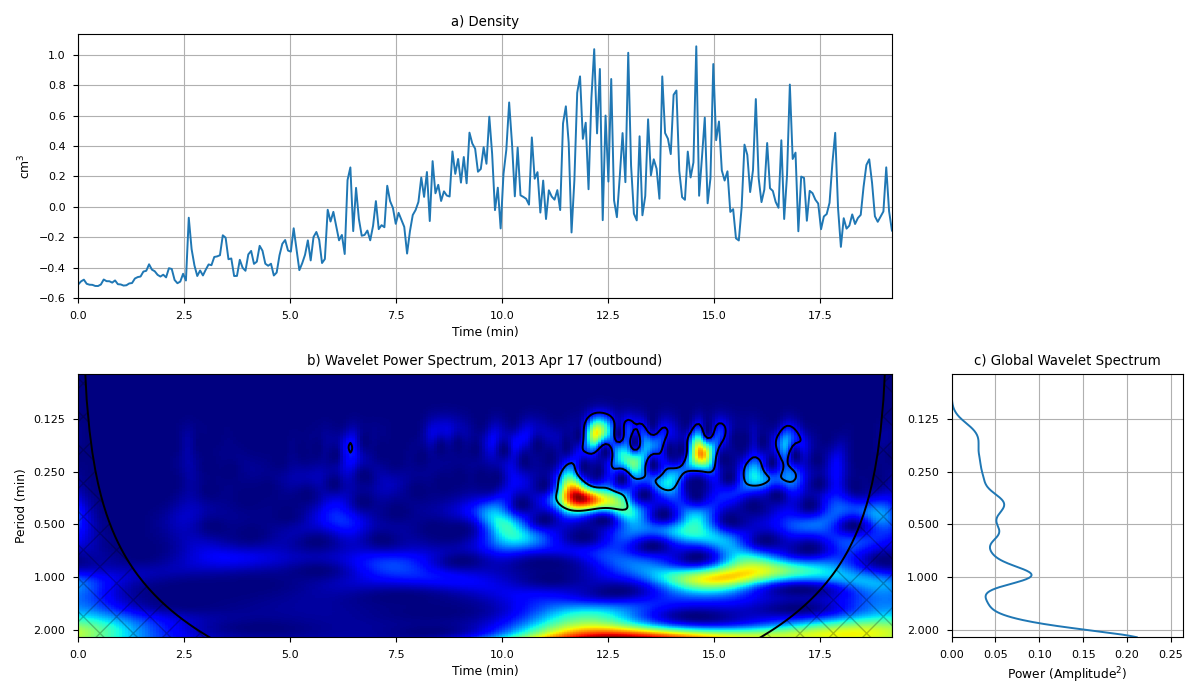 a) Density
cm³
1.0
0.8
0.6
0.4
0.2
0.0
−0.2
−0.4
−0.6
0.0 2.5 5.0 7.5 10.0 12.5 15.0 17.5
Time (min)
b) Wavelet Power Spectrum, 2013 Apr 17 (outbound)
Period (min)
0.125
0.250
0.500
1.000
2.000
0.0 2.5 5.0 7.5 10.0 12.5 15.0 17.5
Time (min)
c) Global Wavelet Spectrum
0.125
0.250
0.500
1.000
2.000
0.00 0.05 0.10 0.15 0.20 0.25
Power (Amplitude²)